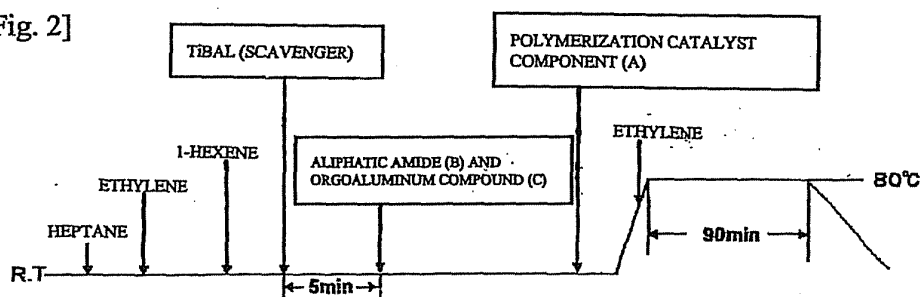 Fig. 2]
TiBAL (SCAVENGER)
POLYMERIZATION CATALYST
COMPONENT (A)
ETHYLENE
1-HEXENE
ALIPHATIC AMIDE (B) AND
ORGOALUMINUM COMPOUND (C)
ETHYLENE
80℃
HEPTANE
90min
R.T
5min